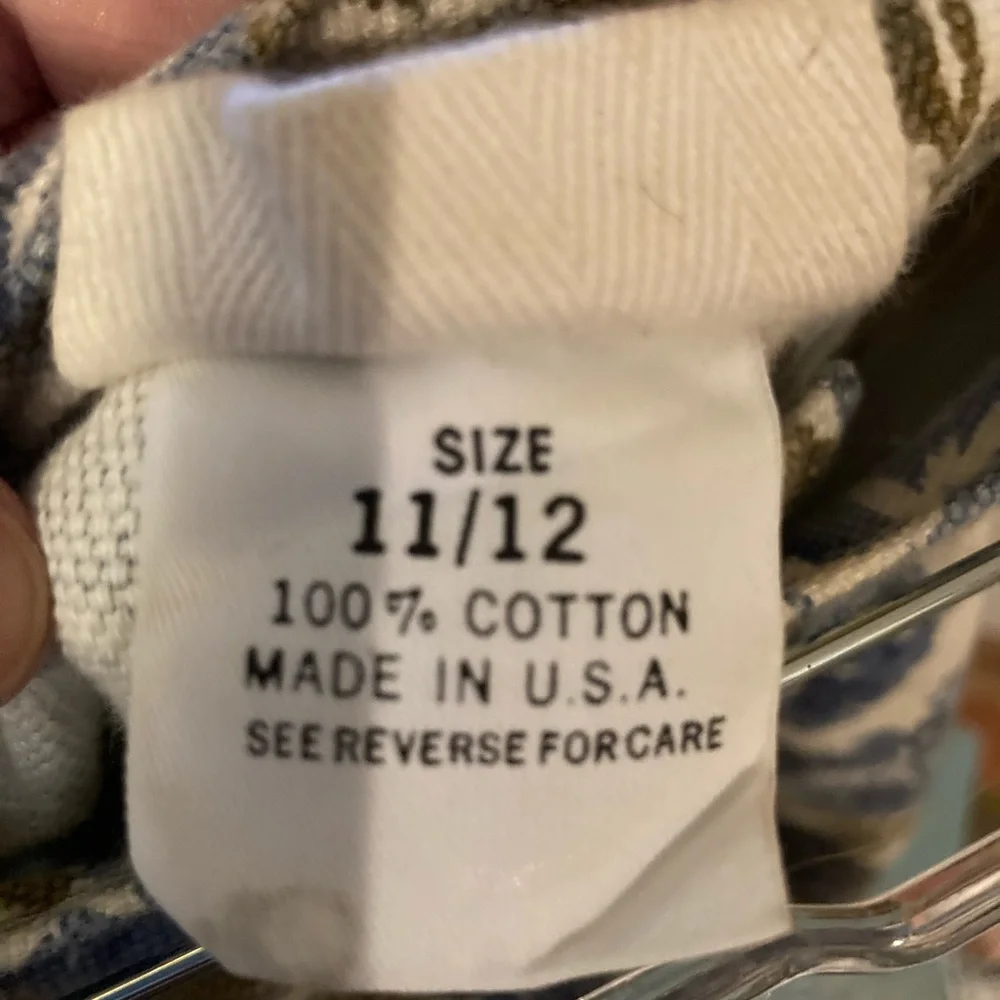 SIZE
11/12
100% COTTON
MADE IN U.S.A.
SEE REVERSE FOR CARE